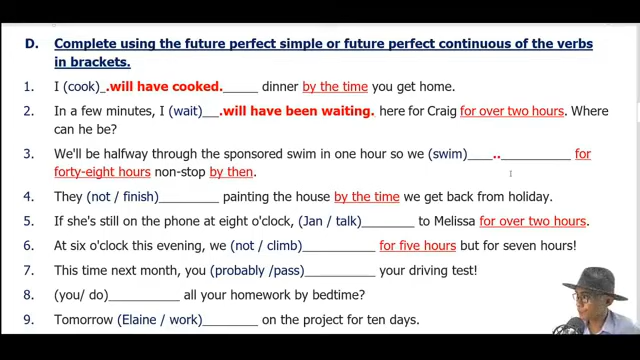 D. Complete using the future perfect simple or future perfect continuous of the verbs
in brackets.
1. I (cook)_.will have cooked._____ dinner by the time you get home.
2. In a few minutes, I (wait)___.will have been waiting. here for Craig for over two hours. Where
can he be?
3. We'll be halfway through the sponsored swim in one hour so we (swim)____..___________ for
forty-eight hours non-stop by then.
4. They (not / finish)__________ painting the house by the time we get back from holiday.
5. If she's still on the phone at eight o'clock, (Jan / talk)_________ to Melissa for over two hours.
6. At six o'clock this evening, we (not / climb)____________ for five hours but for seven hours!
7. This time next month, you (probably /pass)____________ your driving test!
8. (you/ do)____________ all your homework by bedtime?
9. Tomorrow (Elaine / work)_________ on the project for ten days.